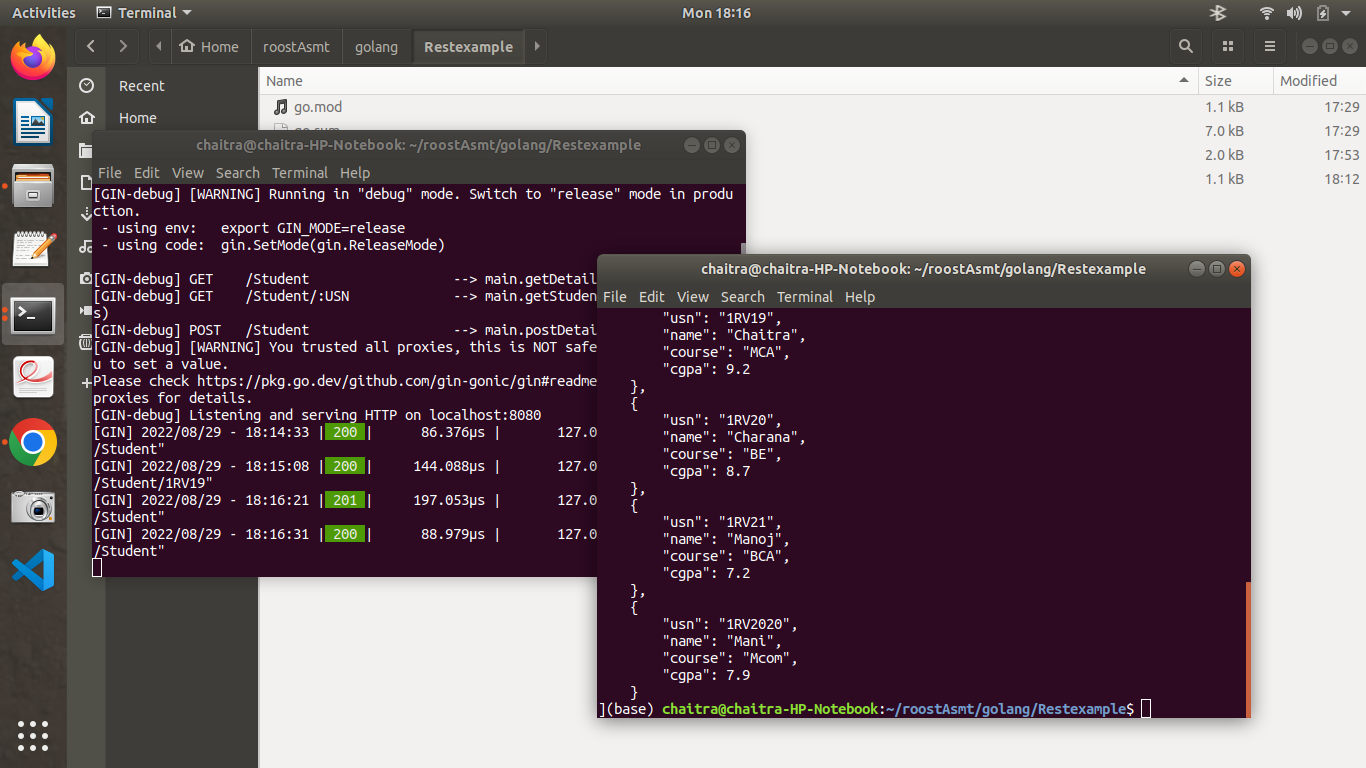 Activities
Terminal
Mon 18:16
Home
roostAsmt
golang
Restexample
Recent
Home
Name
Size
Modified
go.mod
1.1 kB
17:29
7.0 kB
17:29
2.0 kB
17:53
1.1 kB
18:12
chaitra@chaitra-HP-Notebook: ~/roostAsmt/golang/Restexample
File Edit View Search Terminal Help
[GIN-debug] [WARNING] Running in "debug" mode. Switch to "release" mode in produ
ction.
- using env: export GIN_MODE=release
- using code: gin.SetMode(gin.ReleaseMode)
[GIN-debug] GET /Student --> main.getDetail
[GIN-debug] GET /Student/:USN --> main.getStuden
s)
[GIN-debug] POST /Student --> main.postDetai
[GIN-debug] [WARNING] You trusted all proxies, this is NOT safe
u to set a value.
Please check https://pkg.go.dev/github.com/gin-gonic/gin#readme
proxies for details.
[GIN-debug] Listening and serving HTTP on localhost:8080
[GIN] 2022/08/29 - 18:14:33 | 200 | 86.376µs | 127.0
/Student"
[GIN] 2022/08/29 - 18:15:08 | 200 | 144.088µs | 127.0
/Student/1RV19"
[GIN] 2022/08/29 - 18:16:21 | 201 | 197.053µs | 127.0
/Student"
[GIN] 2022/08/29 - 18:16:31 | 200 | 88.979µs | 127.0
/Student"
chaitra@chaitra-HP-Notebook: ~/roostAsmt/golang/Restexample
File Edit View Search Terminal Help
"usn": "1RV19",
"name": "Chaitra",
"course": "MCA",
"cgpa": 9.2
},
{
"usn": "1RV20",
"name": "Charana",
"course": "BE",
"cgpa": 8.7
},
{
"usn": "1RV21",
"name": "Manoj",
"course": "BCA",
"cgpa": 7.2
},
{
"usn": "1RV2020",
"name": "Mani",
"course": "Mcom",
"cgpa": 7.9
}
](base) chaitra@chaitra-HP-Notebook:~/roostAsmt/golang/Restexample$